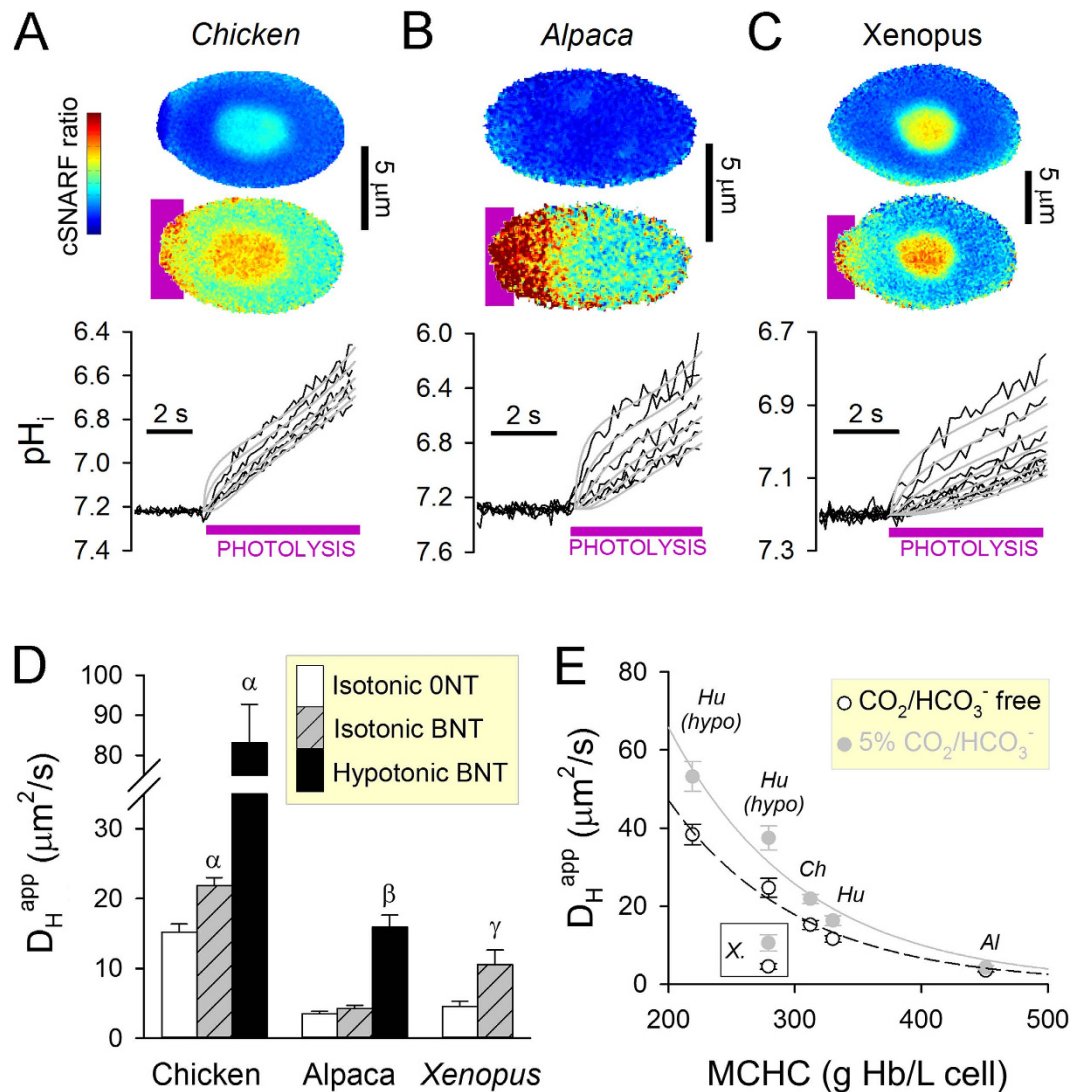 A
Chicken
B
Alpaca
C
Xenopus
cSNARF ratio
5 μm
5 μm
5 μm
pHi
6.4
6.6
6.8
7.0
7.2
7.4
2 s
PHOTOLYSIS
6.0
6.4
6.8
7.2
7.6
2 s
PHOTOLYSIS
6.7
6.9
7.1
7.3
2 s
PHOTOLYSIS
D
D_H^app (μm²/s)
100
90
80
30
20
10
0
α
α
β
γ
Isotonic 0NT
Isotonic BNT
Hypotonic BNT
Chicken
Alpaca
Xenopus
E
D_H^app (μm²/s)
80
60
40
20
0
Hu
(hypo)
Hu
(hypo)
Ch
Hu
Al
X.
CO₂/HCO₃⁻ free
5% CO₂/HCO₃⁻
200
300
400
500
MCHC (g Hb/L cell)